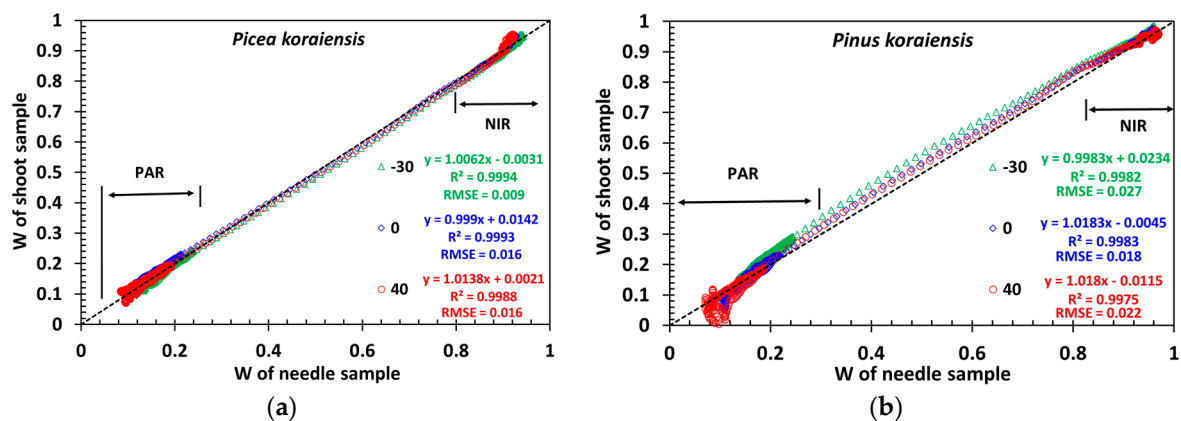 Picea koraiensis
W of shoot sample
1
0.9
0.8
0.7
0.6
0.5
0.4
0.3
0.2
0.1
0
PAR
NIR
-30
y = 1.0062x - 0.0031
R² = 0.9994
RMSE = 0.009
0
y = 0.999x + 0.0142
R² = 0.9993
RMSE = 0.016
40
y = 1.0138x + 0.0021
R² = 0.9988
RMSE = 0.016
0 0.2 0.4 0.6 0.8 1
W of needle sample
(a)
Pinus koraiensis
W of shoot sample
1
0.9
0.8
0.7
0.6
0.5
0.4
0.3
0.2
0.1
0
PAR
NIR
-30
y = 0.9983x + 0.0234
R² = 0.9982
RMSE = 0.027
0
y = 1.0183x - 0.0045
R² = 0.9983
RMSE = 0.018
40
y = 1.018x - 0.0115
R² = 0.9975
RMSE = 0.022
0 0.2 0.4 0.6 0.8 1
W of needle sample
(b)